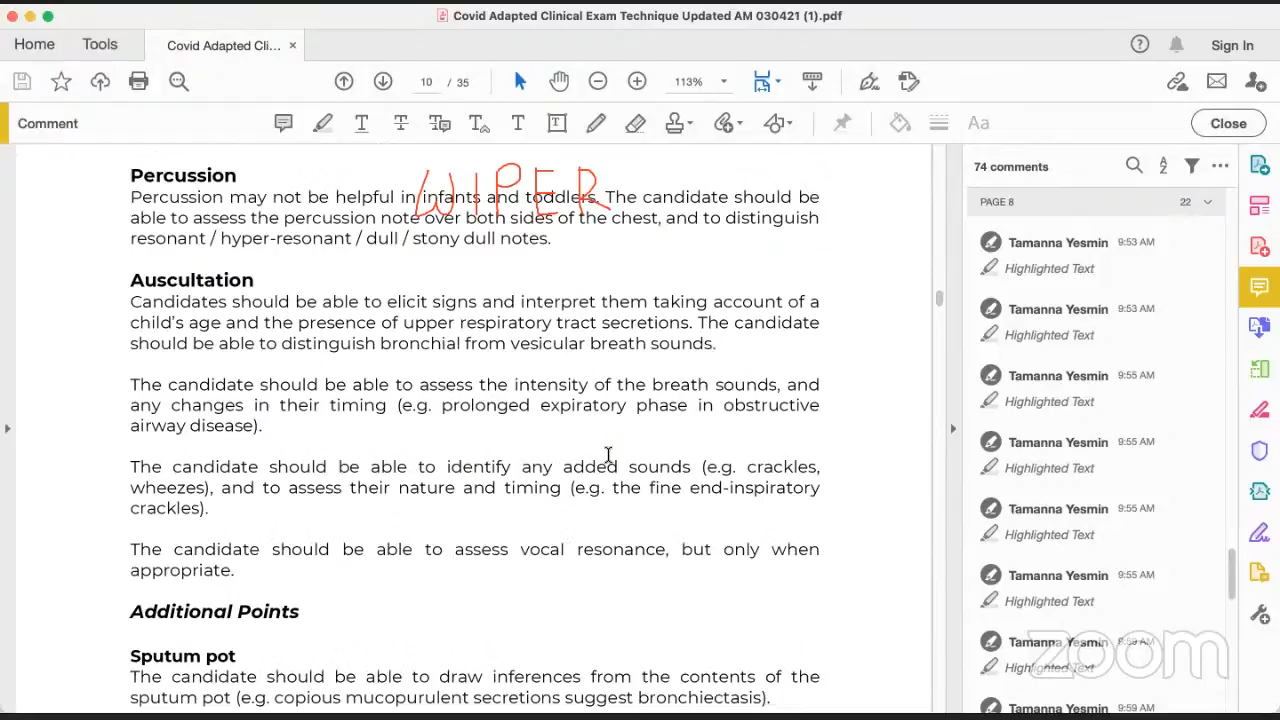 Covid Adapted Clinical Exam Technique Updated AM 030421 (1).pdf
Home Tools Covid Adapted Cli... × Sign In
10 / 35 113%
Comment Aa Close
Percussion
Percussion may not be helpful in infants and toddlers. The candidate should be
able to assess the percussion note over both sides of the chest, and to distinguish
resonant / hyper-resonant / dull / stony dull notes.
WIPER
Auscultation
Candidates should be able to elicit signs and interpret them taking account of a
child's age and the presence of upper respiratory tract secretions. The candidate
should be able to distinguish bronchial from vesicular breath sounds.
The candidate should be able to assess the intensity of the breath sounds, and
any changes in their timing (e.g. prolonged expiratory phase in obstructive
airway disease).
The candidate should be able to identify any added sounds (e.g. crackles,
wheezes), and to assess their nature and timing (e.g. the fine end-inspiratory
crackles).
The candidate should be able to assess vocal resonance, but only when
appropriate.
Additional Points
Sputum pot
The candidate should be able to draw inferences from the contents of the
sputum pot (e.g. copious mucopurulent secretions suggest bronchiectasis).
74 comments
PAGE 8 22
Tamanna Yesmin 9:53 AM
Highlighted Text
Tamanna Yesmin 9:53 AM
Highlighted Text
Tamanna Yesmin 9:55 AM
Highlighted Text
Tamanna Yesmin 9:55 AM
Highlighted Text
Tamanna Yesmin 9:55 AM
Highlighted Text
Tamanna Yesmin 9:55 AM
Highlighted Text
Tamanna Yesmin 9:59 AM
Highlighted Text
Tamanna Yesmin 9:59 AM
zoom